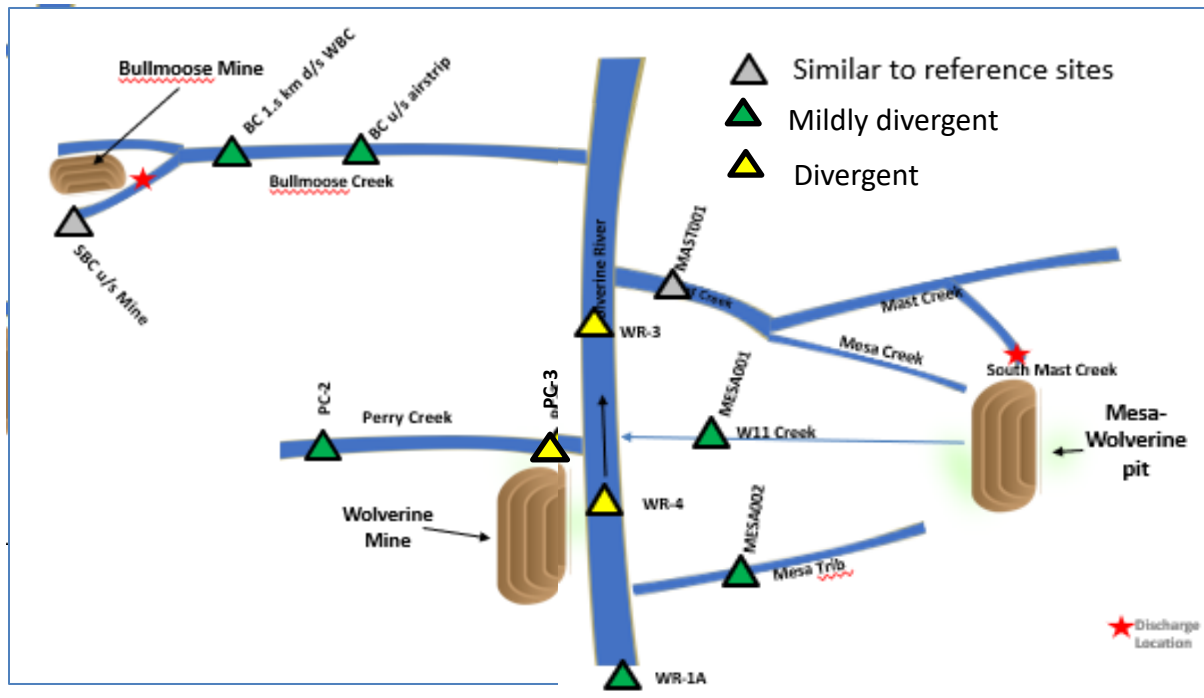 Bullmoose Mine
BC 1.s km d/s WBC
BC u/s airstrip
Similar to reference sites
Mildly divergent
Divergent
Bullmoose Creek
SBC u/s Mine
MAST001
Mast Creek
WR-3
Mesa Creek
South Mast Creek
PC-2
PC-3
Perry Creek
MESA001
W11 Creek
Mesa-
Wolverine
pit
Wolverine
Mine
WR-4
MESA002
Mesa Trib
WR-1A
Discharge
Location
River
Creek